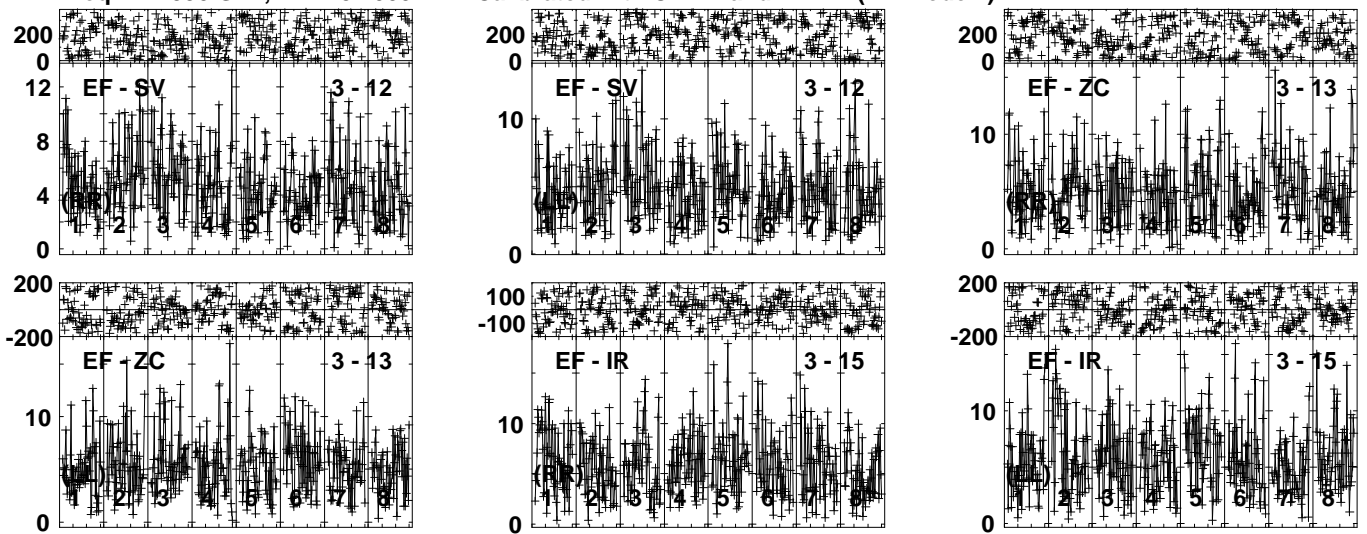 200 200 200
0 0 0
EF - SV 3 - 12 EF - SV 3 - 12 EF - ZC 3 - 13
12
10 10
8
4
(RR) (LL) (RR)
1 2 3 4 5 6 7 8 1 2 3 4 5 6 7 8 1 2 3 4 5 6 7 8
0 0 0
200 100 200
-200 -100 -200
EF - ZC 3 - 13 EF - IR 3 - 15 EF - IR 3 - 15
10 10 10
(LL) (RR) (LL)
1 2 3 4 5 6 7 8 1 2 3 4 5 6 7 8 1 2 3 4 5 6 7 8
0 0 0